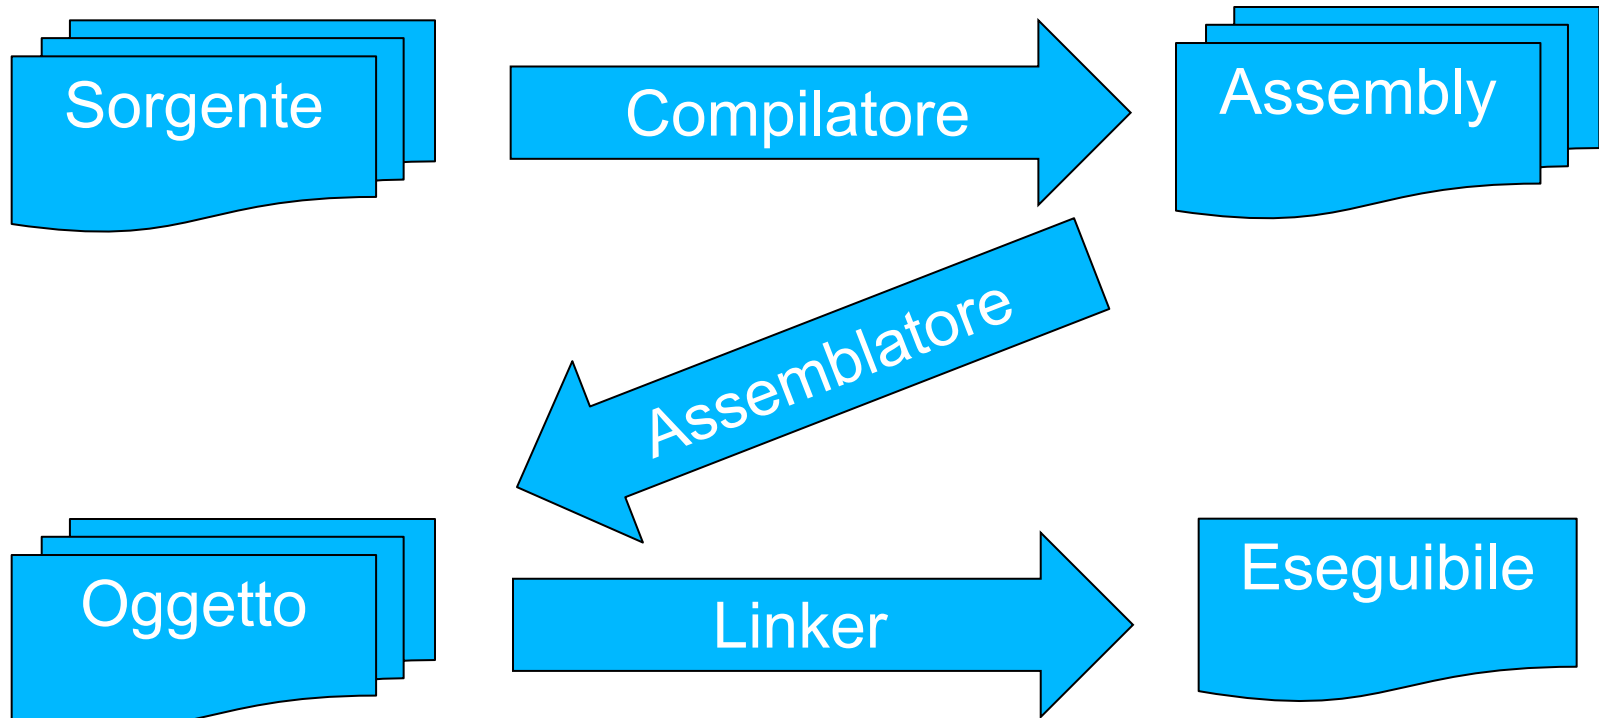 Sorgente
Compilatore
Assembly
Assemblatore
Oggetto
Linker
Eseguibile